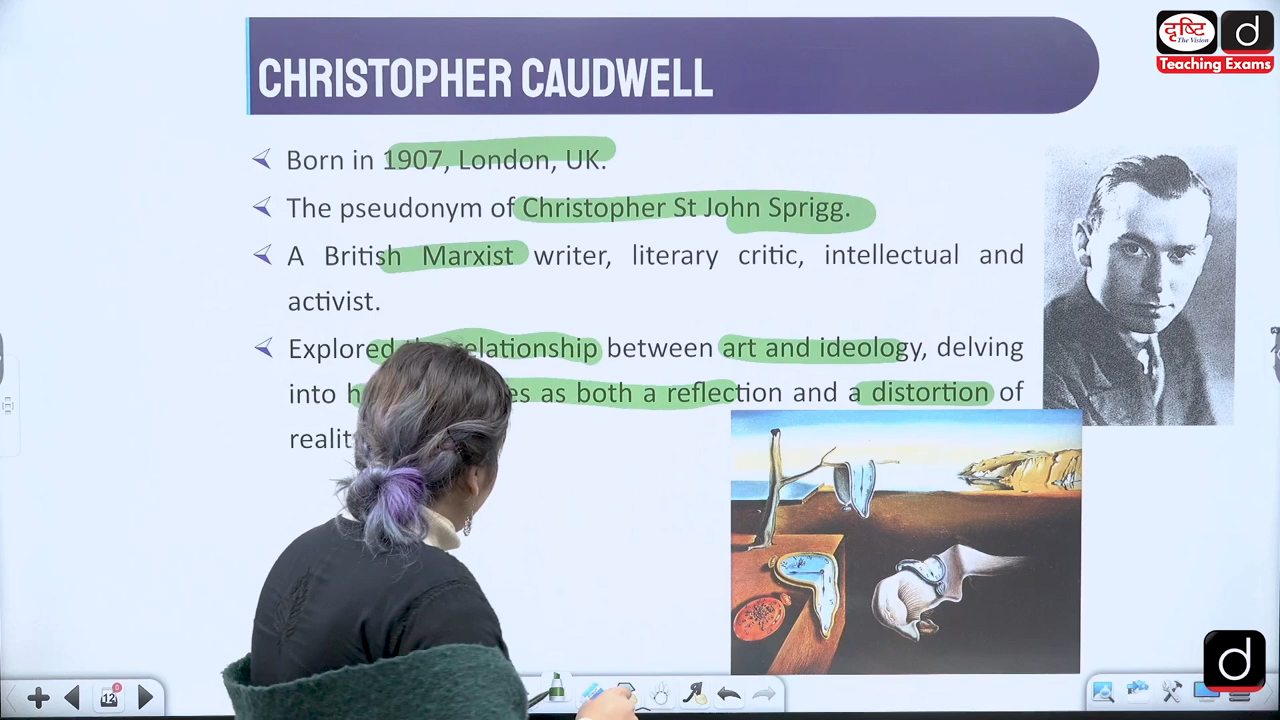 CHRISTOPHER CAUDWELL
दृष्टि
The Vision
d
Teaching Exams
Born in 1907, London, UK.
The pseudonym of Christopher St John Sprigg.
A British Marxist writer, literary critic, intellectual and
activist.
Explored relationship between art and ideology, delving
into as both a reflection and a distortion of
12
0
d